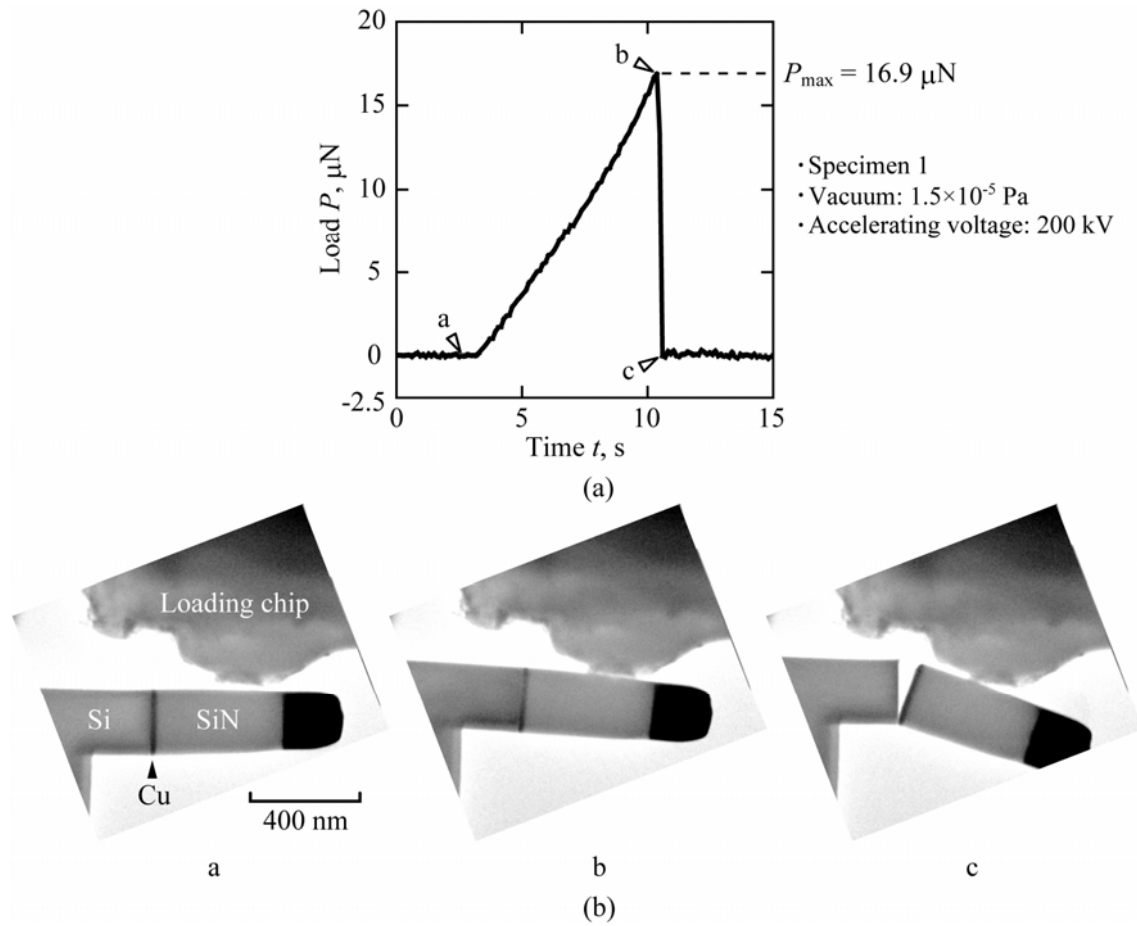 20
15
10
5
0
-2.5
Load P, μN
a
b
c
0
5
10
15
Time t, s
P_max = 16.9 μN
・Specimen 1
・Vacuum: 1.5×10⁻⁵ Pa
・Accelerating voltage: 200 kV
(a)
Loading chip
Si
SiN
Cu
400 nm
a
b
c
(b)